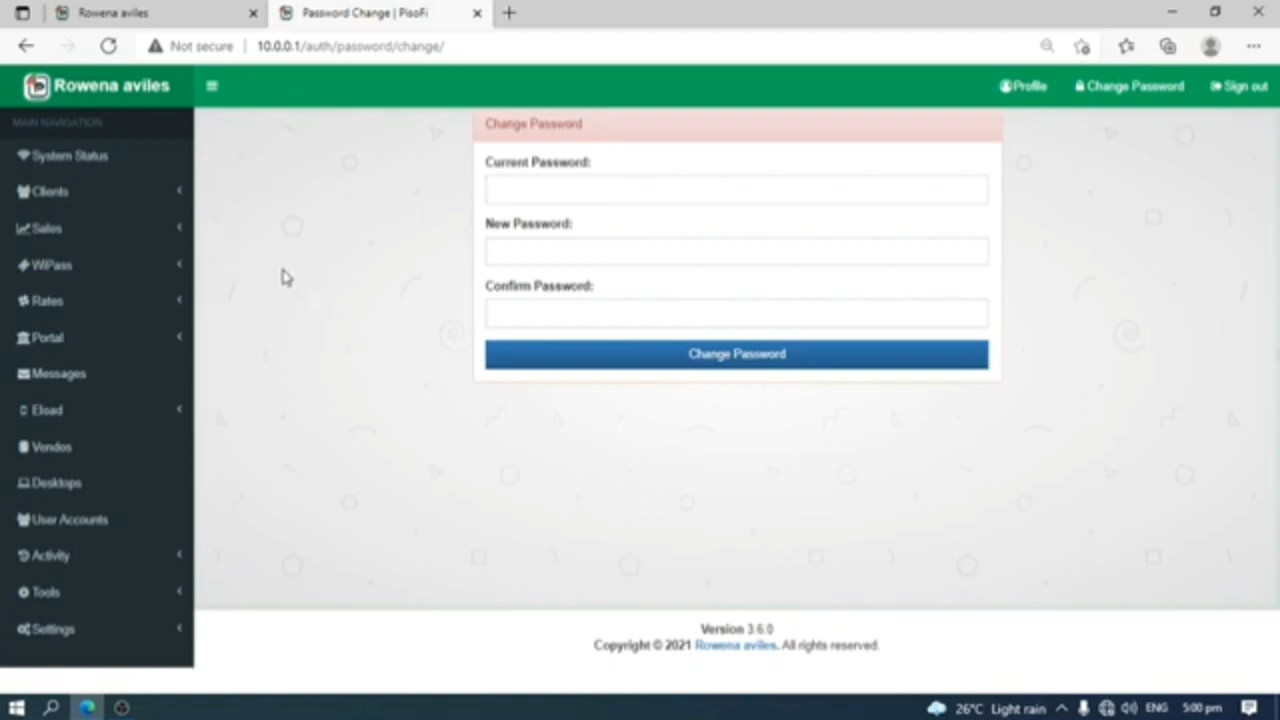 Rowena aviles
Password Change | PisoFi
Not secure
10.0.0.1/auth/password/change/
Rowena aviles
Profile
Change Password
Sign out
MAIN NAVIGATION
System Status
Clients
Sales
WiPass
Rates
Portal
Messages
Eload
Vendos
Desktops
User Accounts
Activity
Tools
Settings
Change Password
Current Password:
New Password:
Confirm Password:
Change Password
Version 3.6.0
Copyright © 2021 Rowena aviles. All rights reserved.
26°C Light rain
ENG
5:00 pm